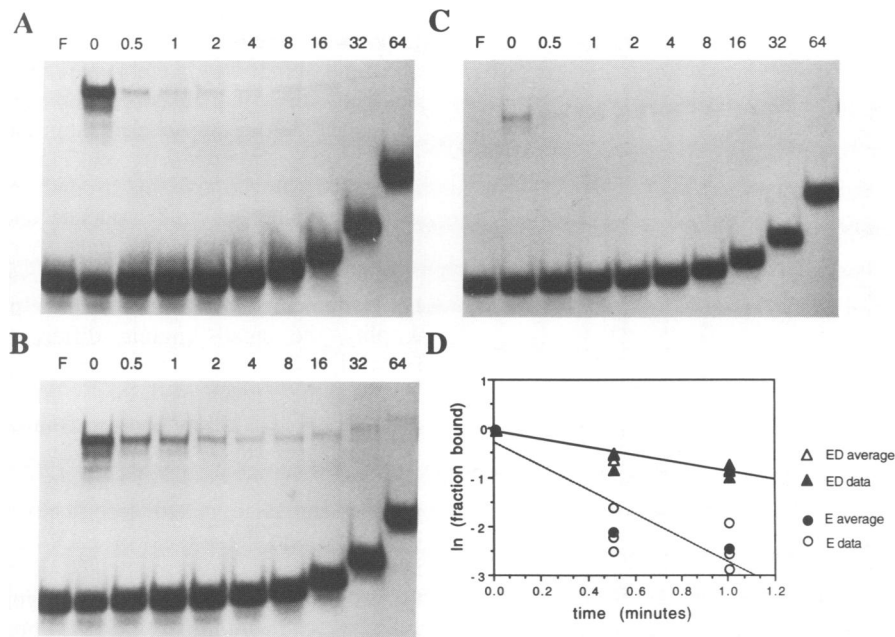 A
F 0 0.5 1 2 4 8 16 32 64
C
F 0 0.5 1 2 4 8 16 32 64
B
F 0 0.5 1 2 4 8 16 32 64
D
ln (fraction bound)
1
0
-1
-2
-3
0.0 0.2 0.4 0.6 0.8 1.0 1.2
time (minutes)
ED average
ED data
E average
E data